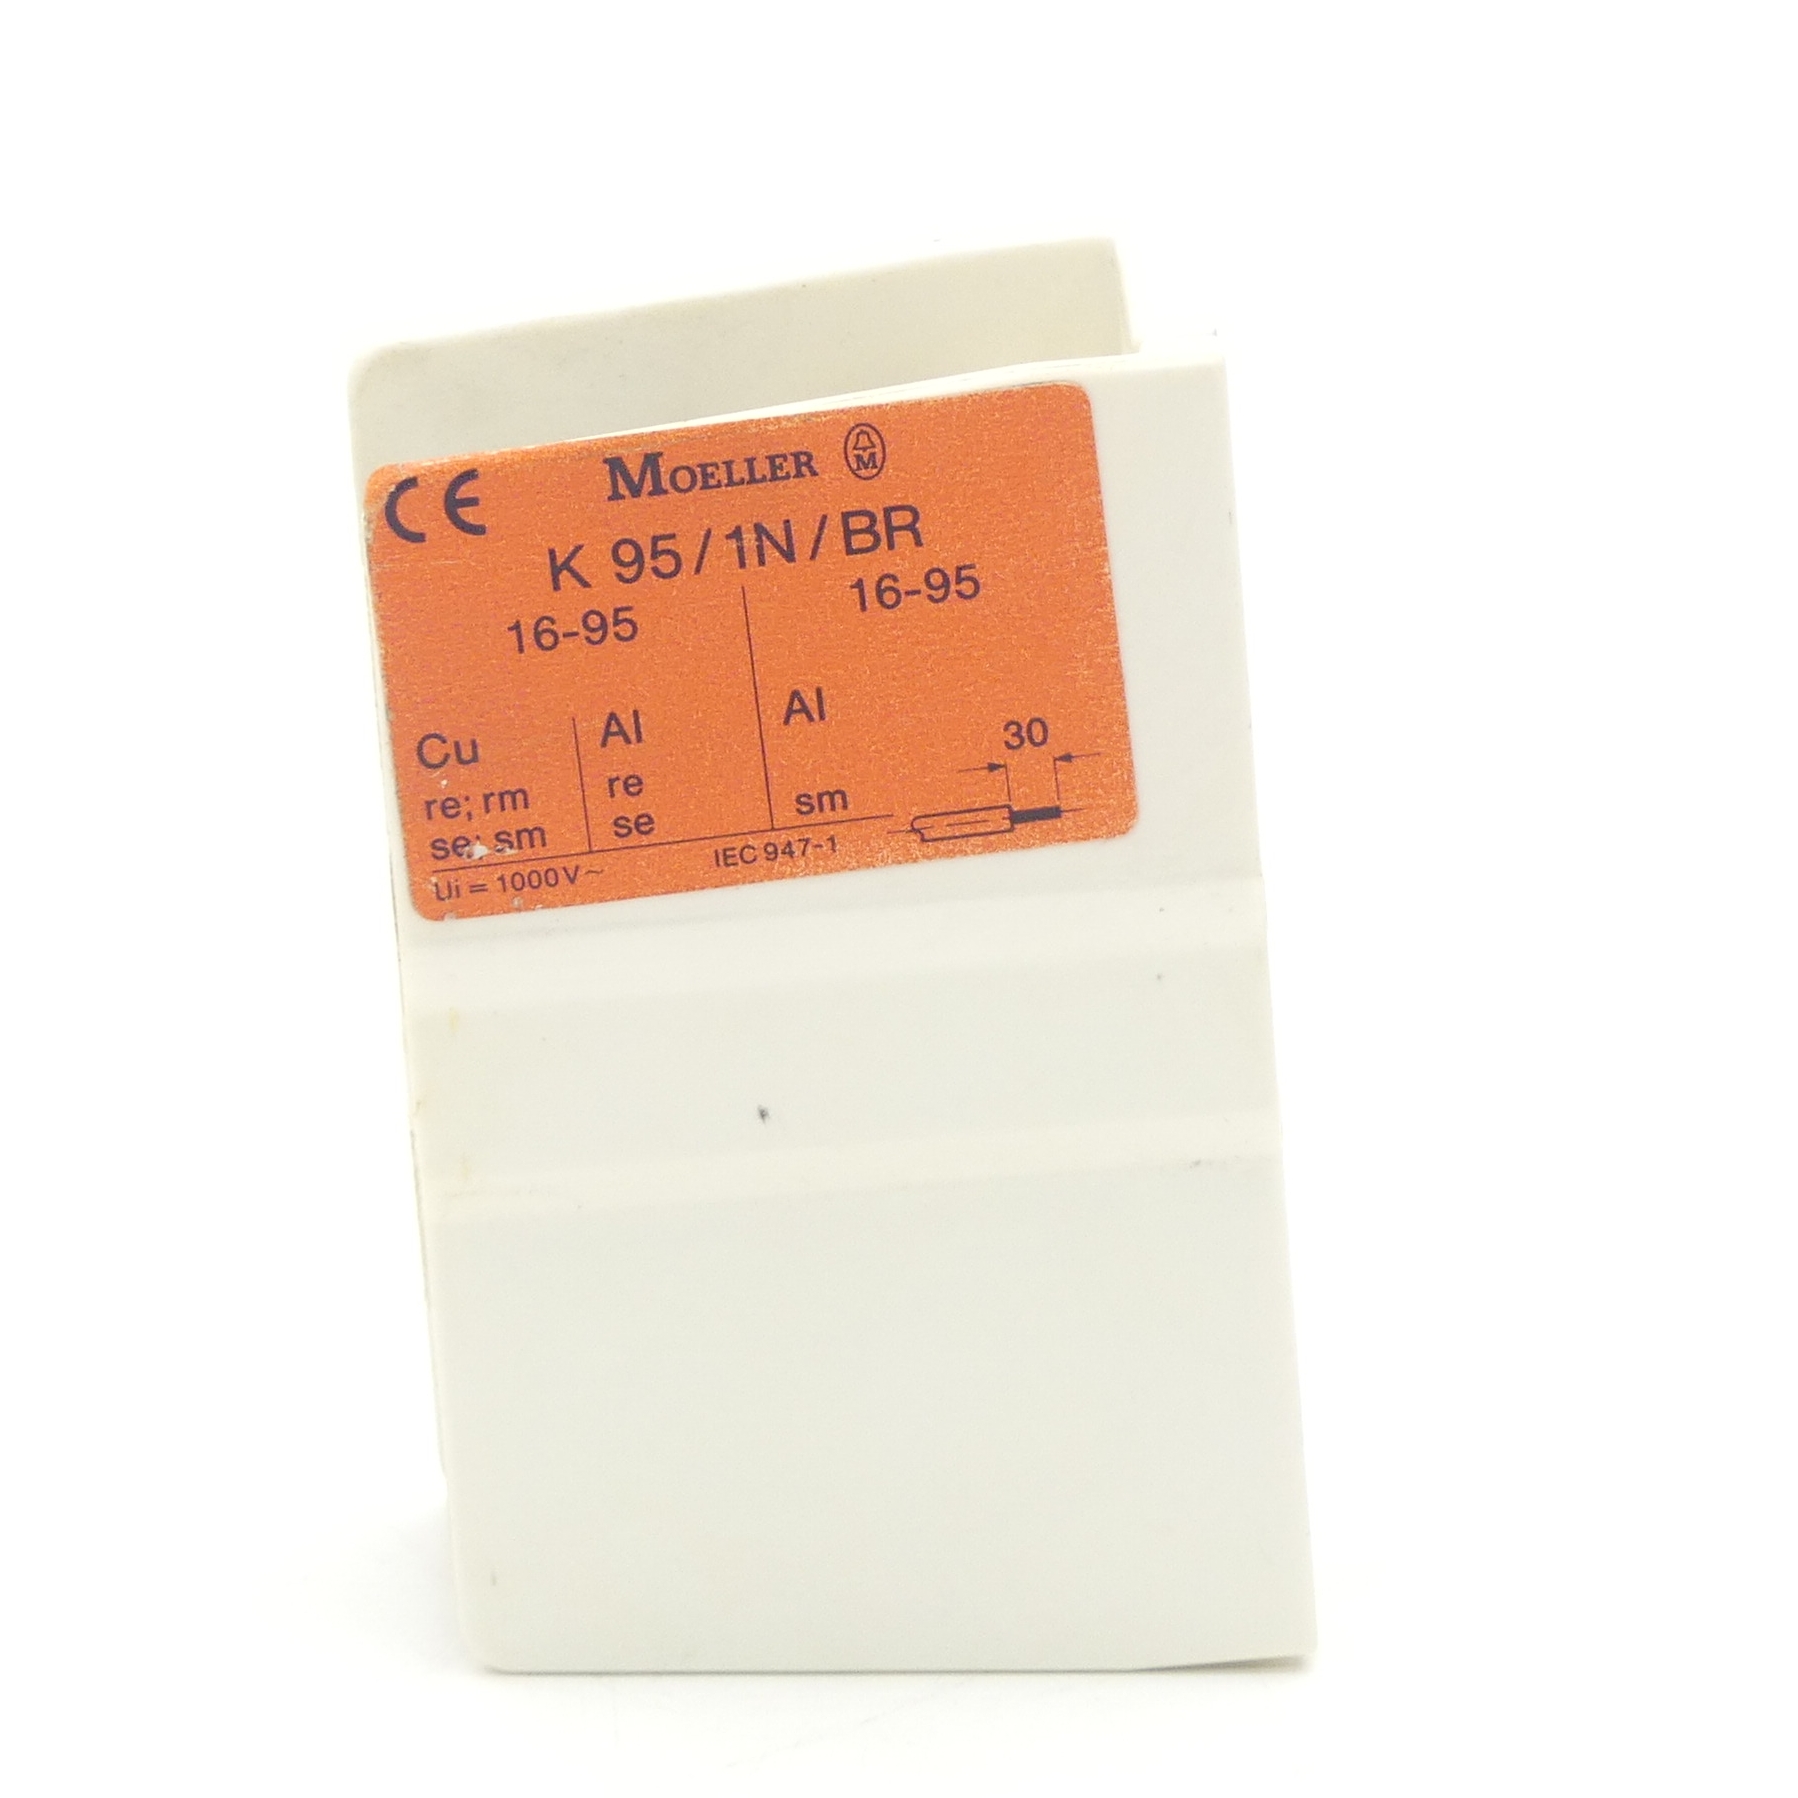 CE MOELLER M
K 95/1N/BR
16-95 16-95
Cu Al Al
re; rm re
se; sm se sm
30
Ui = 1000V~ IEC 947-1